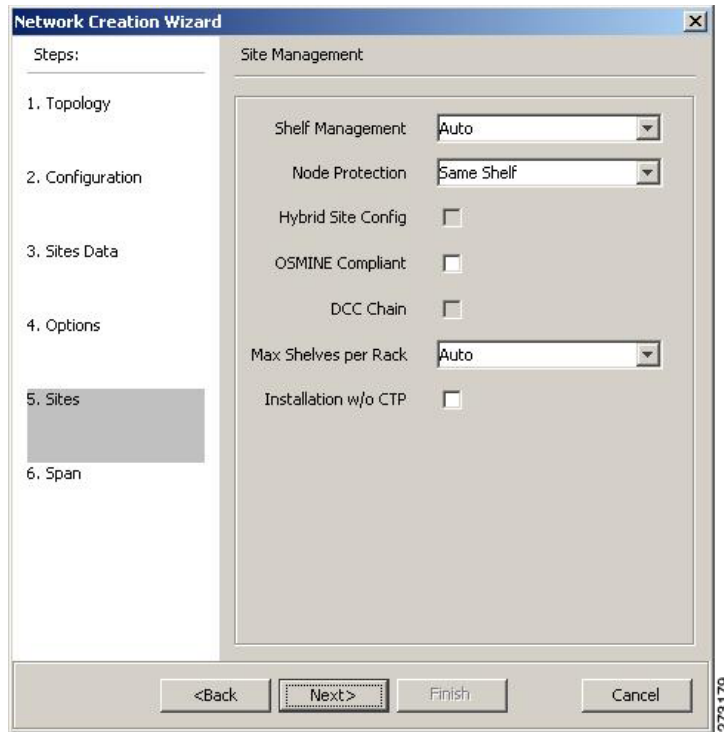 Network Creation Wizard
Steps:
Site Management
1. Topology
2. Configuration
3. Sites Data
4. Options
5. Sites
6. Span
Shelf Management Auto
Node Protection Same Shelf
Hybrid Site Config
OSMINE Compliant
DCC Chain
Max Shelves per Rack Auto
Installation w/o CTP
<Back Next> Finish Cancel
273179